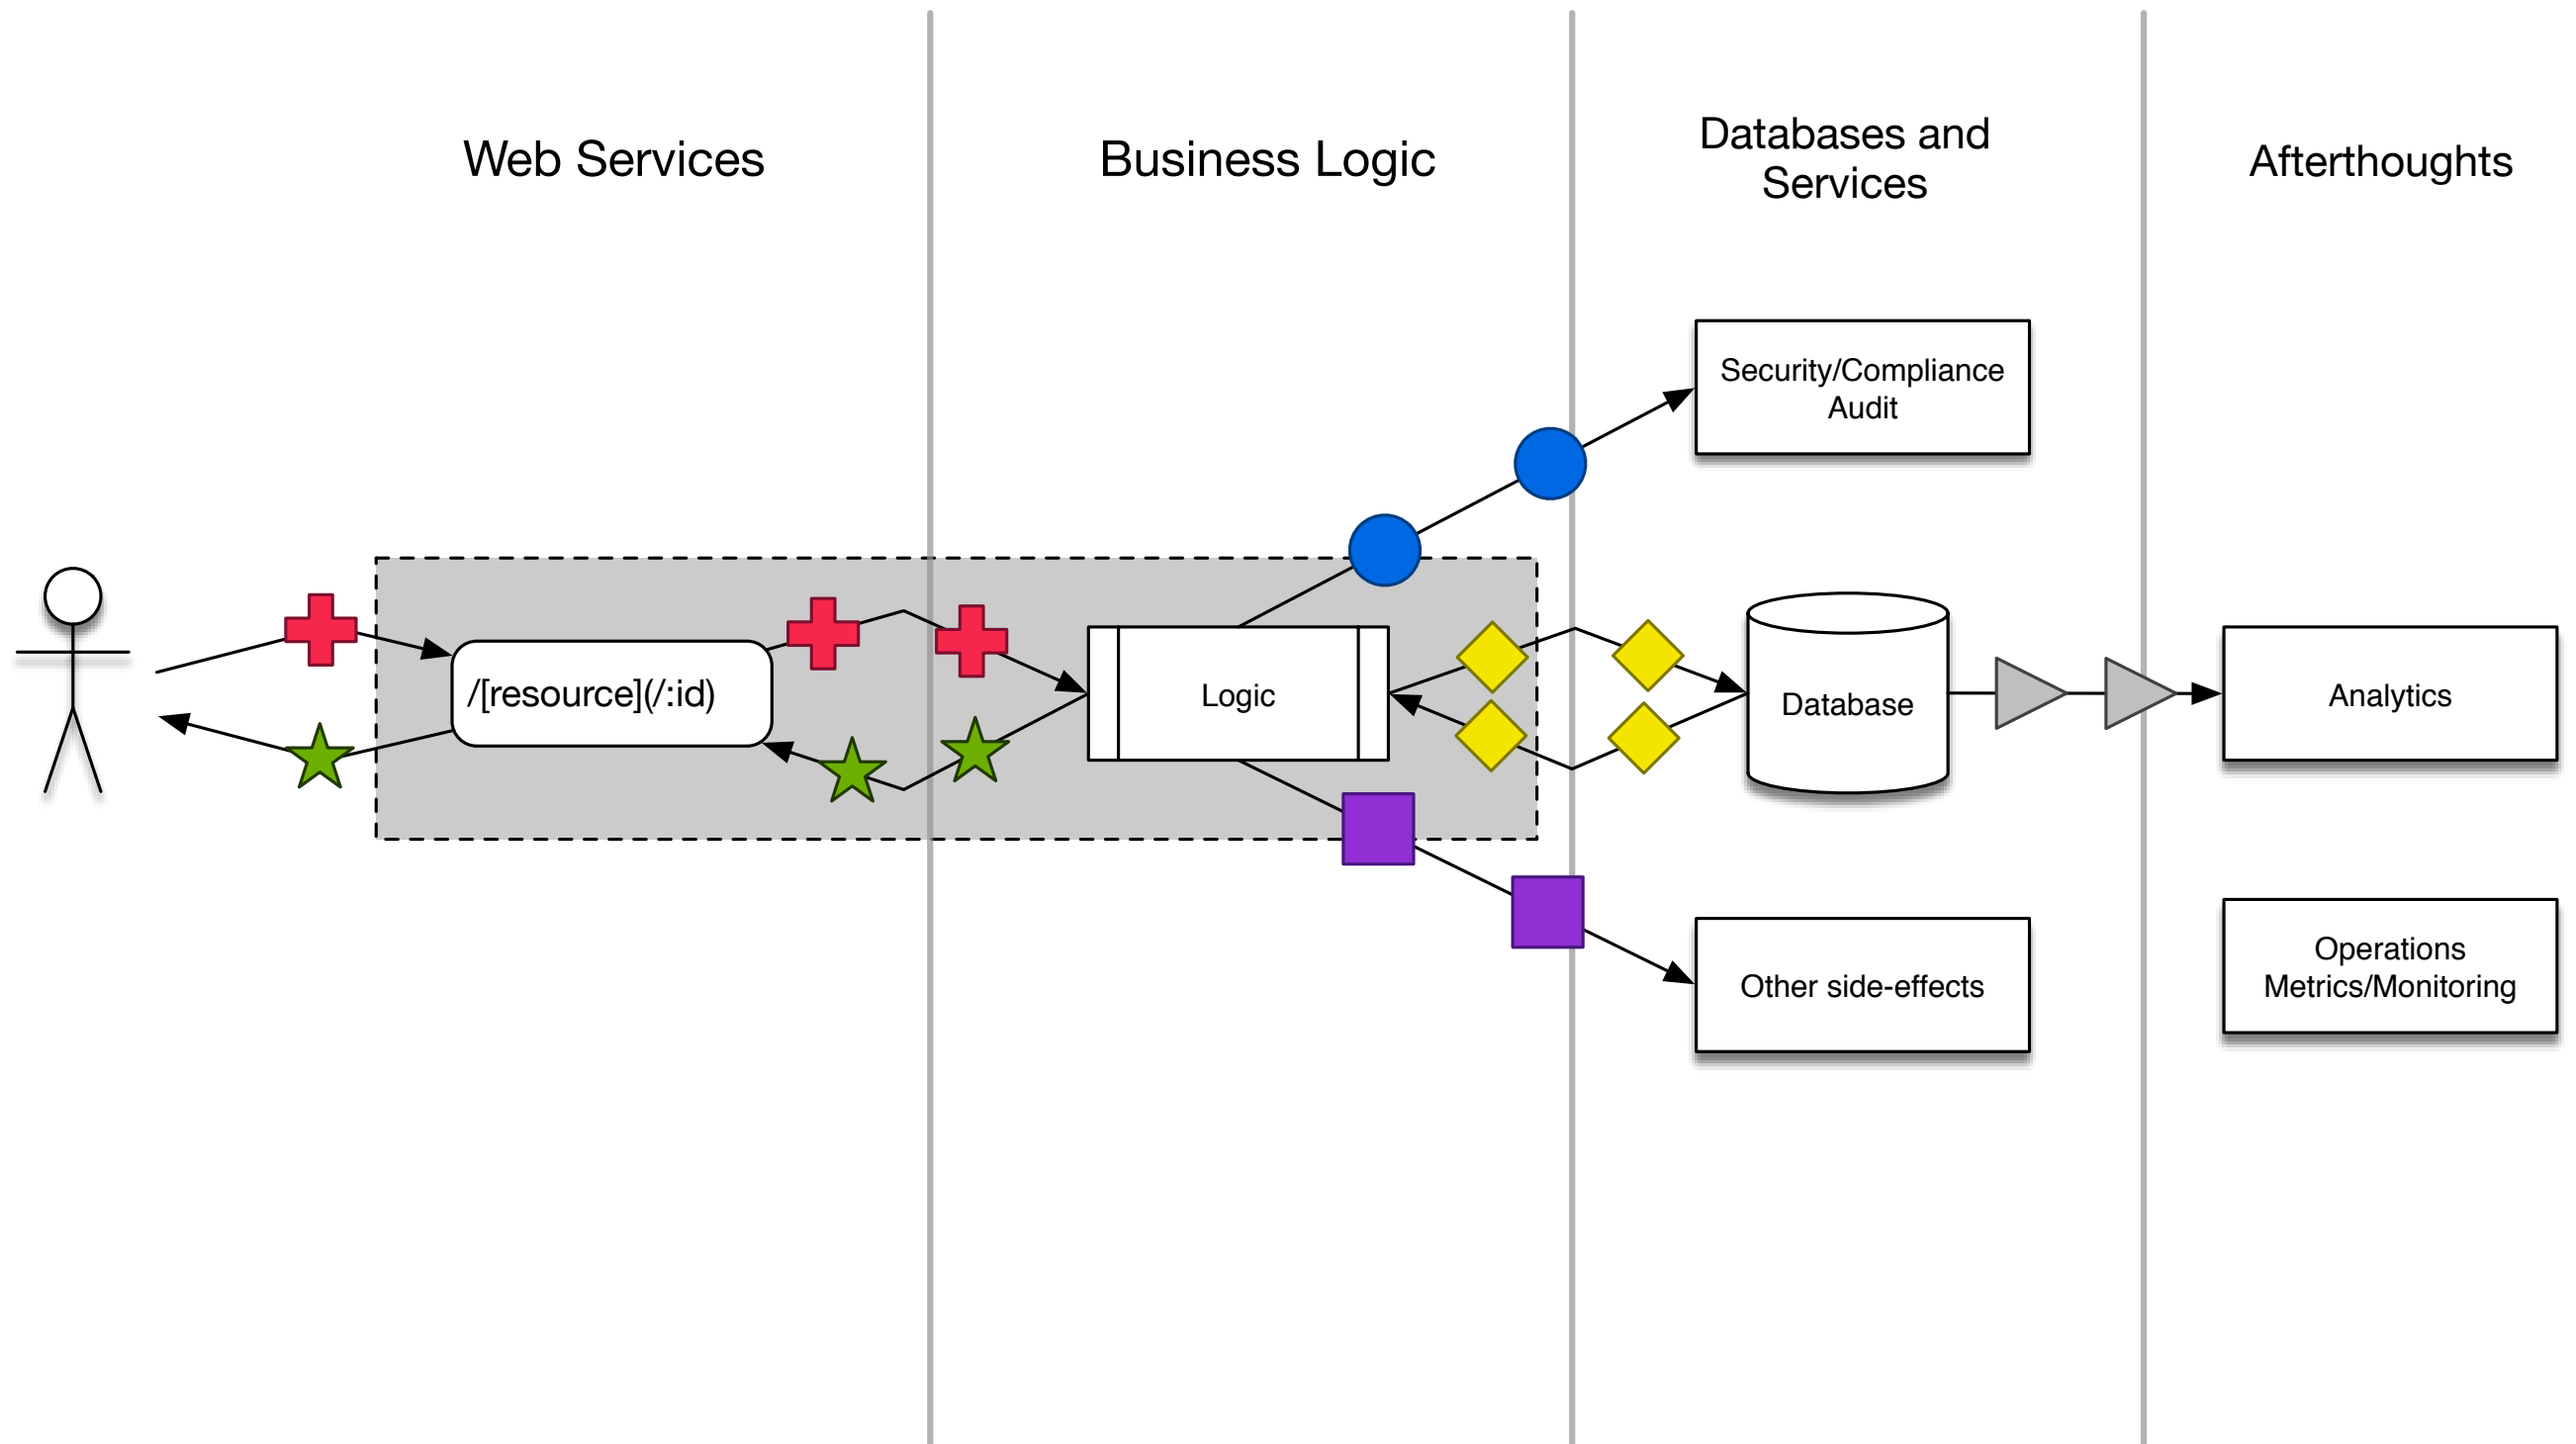 Web Services
Business Logic
Databases and
Services
Afterthoughts
Security/Compliance
Audit
/[resource](/:id)
Logic
Database
Analytics
Other side-effects
Operations
Metrics/Monitoring